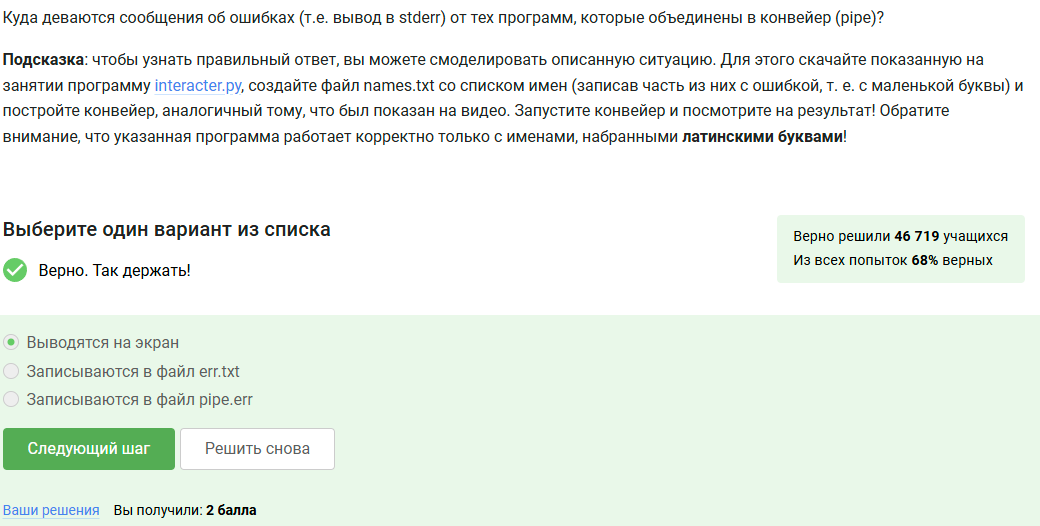 Куда деваются сообщения об ошибках (т.е. вывод в stderr) от тех программ, которые объединены в конвейер (pipe)?
Подсказка: чтобы узнать правильный ответ, вы можете смоделировать описанную ситуацию. Для этого скачайте показанную на
занятии программу interacter.py, создайте файл names.txt со списком имен (записав часть из них с ошибкой, т. е. с маленькой буквы) и
постройте конвейер, аналогичный тому, что был показан на видео. Запустите конвейер и посмотрите на результат! Обратите
внимание, что указанная программа работает корректно только с именами, набранными латинскими буквами!
Выберите один вариант из списка
Верно. Так держать!
Верно решили 46 719 учащихся
Из всех попыток 68% верных
Выводятся на экран
Записываются в файл err.txt
Записываются в файл pipe.err
Следующий шаг
Решить снова
Ваши решения Вы получили: 2 балла